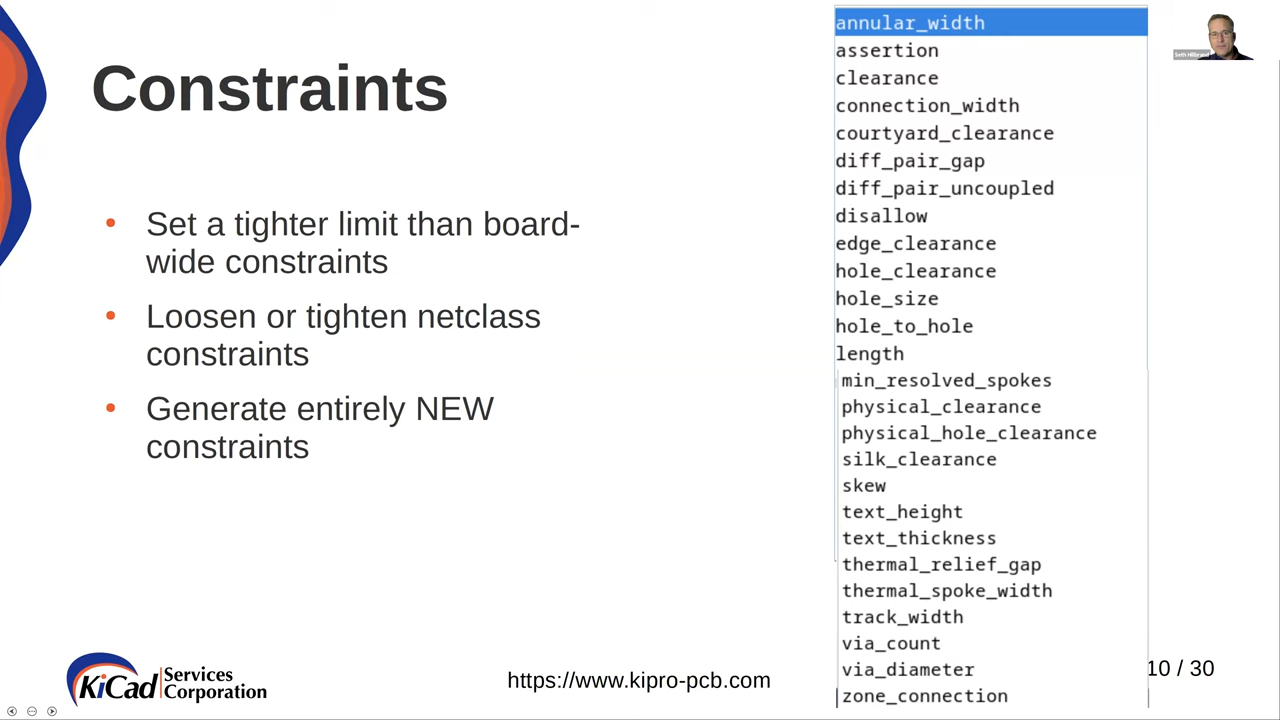 Constraints
• Set a tighter limit than board-
wide constraints
• Loosen or tighten netclass
constraints
• Generate entirely NEW
constraints
annular_width
assertion
clearance
connection_width
courtyard_clearance
diff_pair_gap
diff_pair_uncoupled
disallow
edge_clearance
hole_clearance
hole_size
hole_to_hole
length
min_resolved_spokes
physical_clearance
physical_hole_clearance
silk_clearance
skew
text_height
text_thickness
thermal_relief_gap
thermal_spoke_width
track_width
via_count
via_diameter
zone_connection
Seth Hillbrand
KiCad Services
Corporation
https://www.kipro-pcb.com
10 / 30